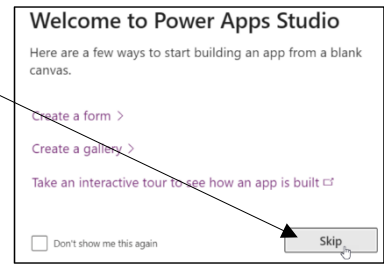 Welcome to Power Apps Studio
Here are a few ways to start building an app from a blank
canvas.
Create a form >
Create a gallery >
Take an interactive tour to see how an app is built
Don't show me this again
Skip